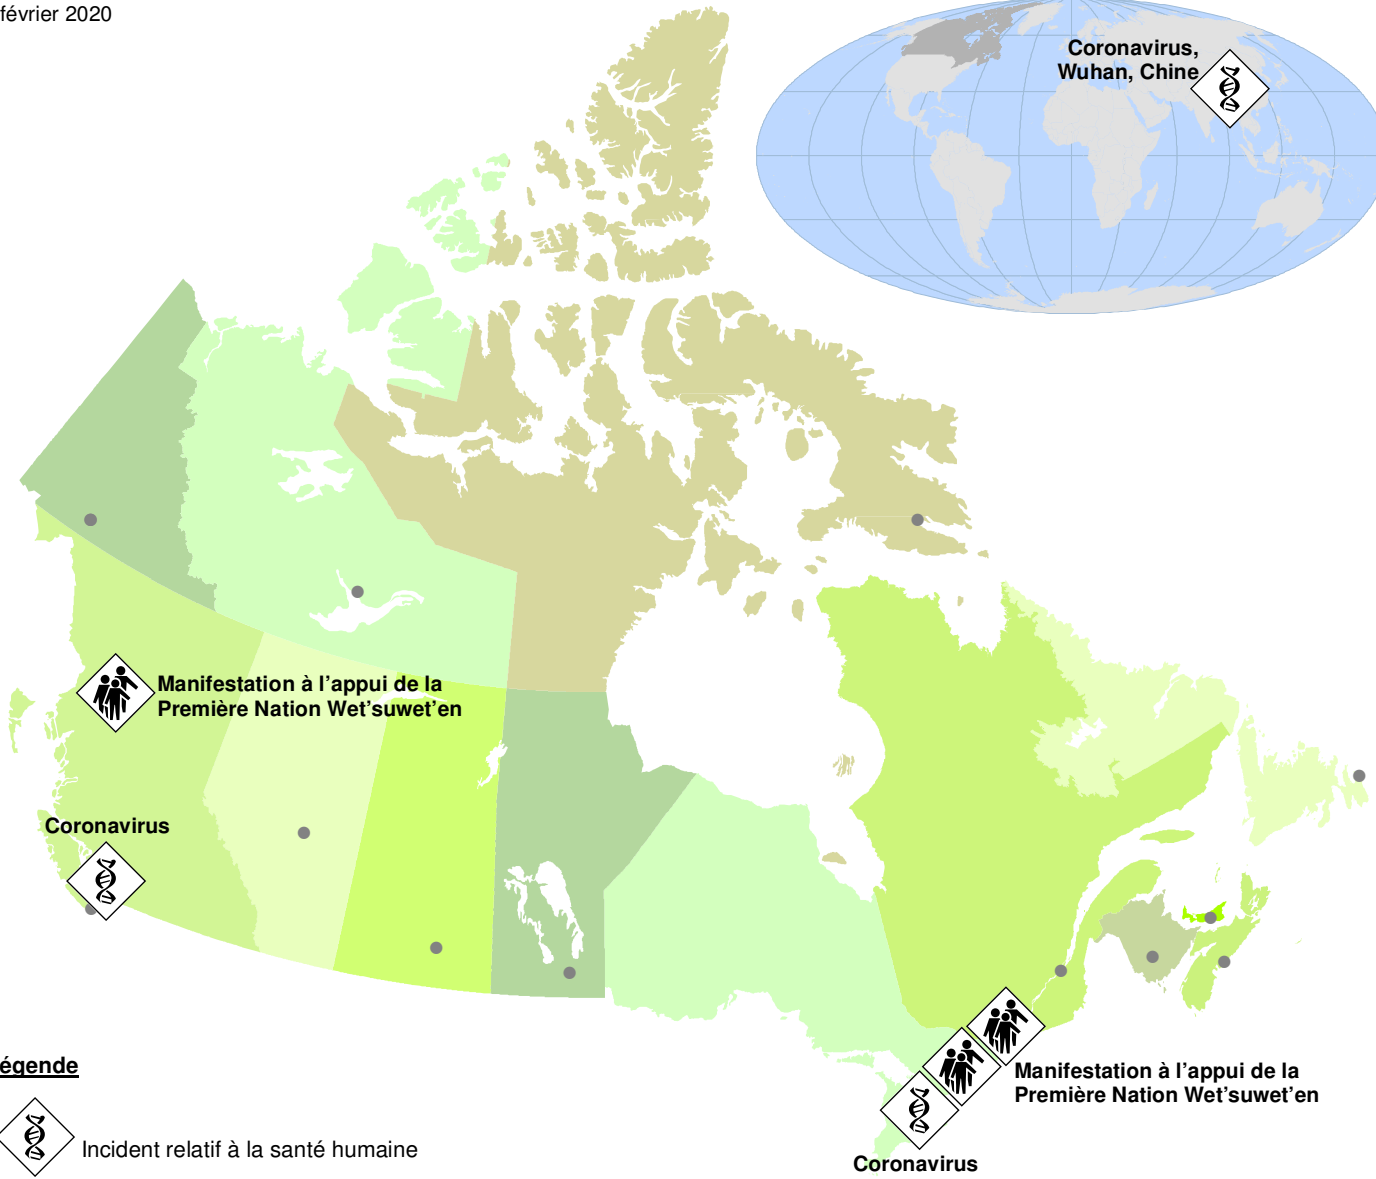 février 2020
Coronavirus,
Wuhan, Chine
Manifestation à l’appui de la
Première Nation Wet’suwet’en
Coronavirus
Manifestation à l’appui de la
Première Nation Wet’suwet’en
Coronavirus
égende
Incident relatif à la santé humaine